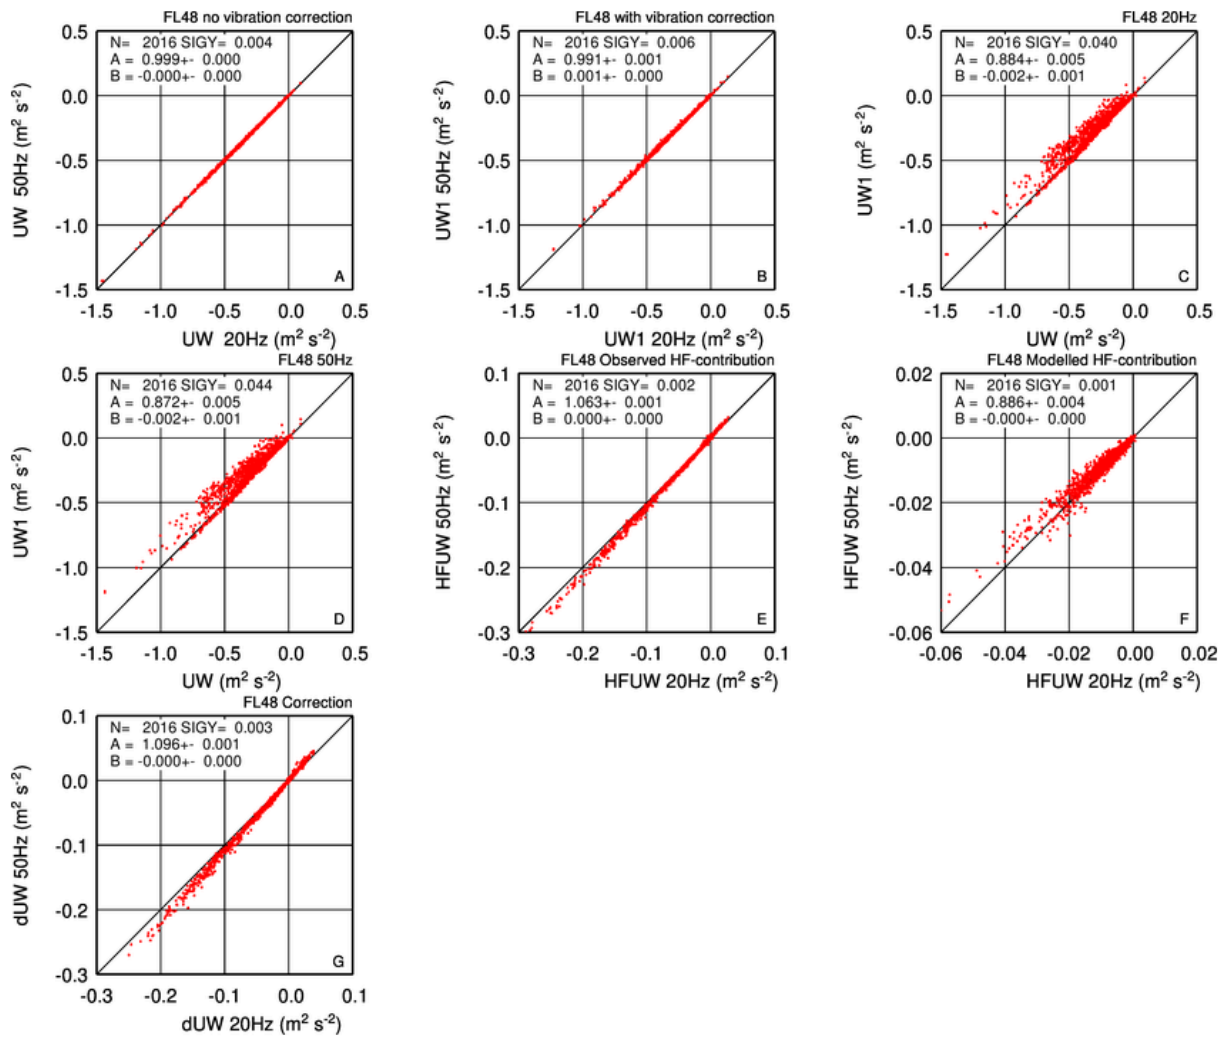 FL48 no vibration correction
N= 2016 SIGY= 0.004
A = 0.999+- 0.000
B = -0.000+- 0.000
0.5
0.0
-0.5
-1.0
-1.5
UW 50Hz (m² s⁻²)
A
-1.5 -1.0 -0.5 0.0 0.5
UW 20Hz (m² s⁻²)
FL48 with vibration correction
N= 2016 SIGY= 0.006
A = 0.991+- 0.001
B = 0.001+- 0.000
0.5
0.0
-0.5
-1.0
-1.5
UW1 50Hz (m² s⁻²)
B
-1.5 -1.0 -0.5 0.0 0.5
UW1 20Hz (m² s⁻²)
FL48 20Hz
N= 2016 SIGY= 0.040
A = 0.884+- 0.005
B = -0.002+- 0.001
0.5
0.0
-0.5
-1.0
-1.5
UW1 (m² s⁻²)
C
-1.5 -1.0 -0.5 0.0 0.5
UW (m² s⁻²)
FL48 50Hz
N= 2016 SIGY= 0.044
A = 0.872+- 0.005
B = -0.002+- 0.001
0.5
0.0
-0.5
-1.0
-1.5
UW1 (m² s⁻²)
D
-1.5 -1.0 -0.5 0.0 0.5
UW (m² s⁻²)
FL48 Observed HF-contribution
N= 2016 SIGY= 0.002
A = 1.063+- 0.001
B = 0.000+- 0.000
0.1
0.0
-0.1
-0.2
-0.3
HFUW 50Hz (m² s⁻²)
E
-0.3 -0.2 -0.1 0.0 0.1
HFUW 20Hz (m² s⁻²)
FL48 Modelled HF-contribution
N= 2016 SIGY= 0.001
A = 0.886+- 0.004
B = -0.000+- 0.000
0.02
0.00
-0.02
-0.04
-0.06
HFUW 50Hz (m² s⁻²)
F
-0.06 -0.04 -0.02 0.00 0.02
HFUW 20Hz (m² s⁻²)
FL48 Correction
N= 2016 SIGY= 0.003
A = 1.096+- 0.001
B = -0.000+- 0.000
0.1
0.0
-0.1
-0.2
-0.3
dUW 50Hz (m² s⁻²)
G
-0.3 -0.2 -0.1 0.0 0.1
dUW 20Hz (m² s⁻²)